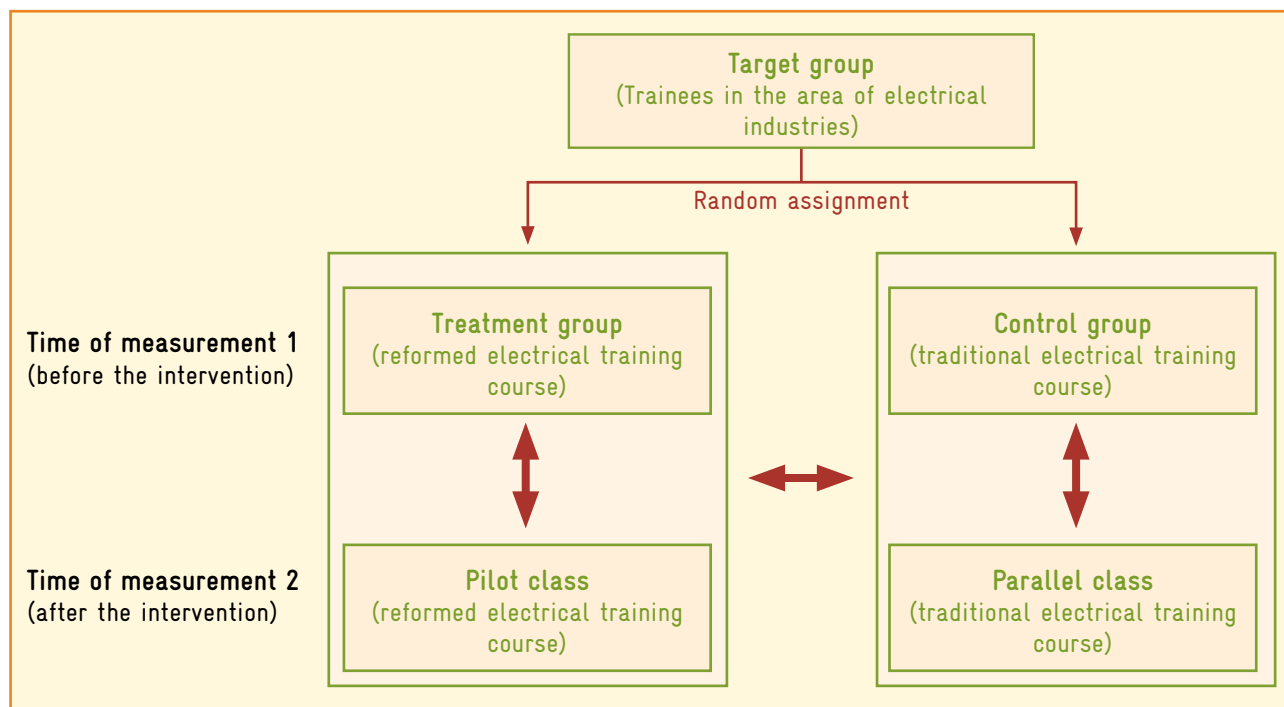 Target group
(Trainees in the area of electrical
industries)
Random assignment
Time of measurement 1
(before the intervention)
Treatment group
(reformed electrical training
course)
Control group
(traditional electrical training
course)
Time of measurement 2
(after the intervention)
Pilot class
(reformed electrical training
course)
Parallel class
(traditional electrical training
course)